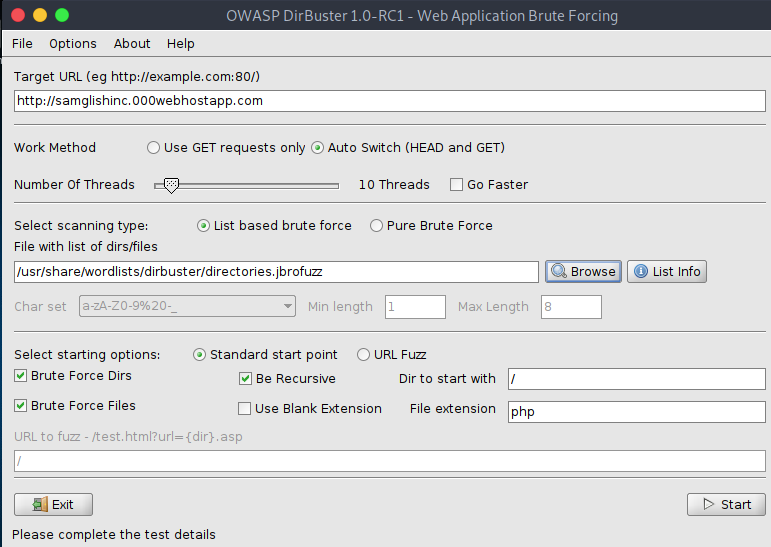 OWASP DirBuster 1.0-RC1 - Web Application Brute Forcing
File Options About Help
Target URL (eg http://example.com:80/)
http://samglishinc.000webhostapp.com
Work Method Use GET requests only Auto Switch (HEAD and GET)
Number Of Threads 10 Threads Go Faster
Select scanning type: List based brute force Pure Brute Force
File with list of dirs/files
/usr/share/wordlists/dirbuster/directories.jbrofuzz Browse List Info
Char set a-zA-Z0-9%20-_ Min length 1 Max Length 8
Select starting options: Standard start point URL Fuzz
Brute Force Dirs Be Recursive Dir to start with /
Brute Force Files Use Blank Extension File extension php
URL to fuzz - /test.html?url={dir}.asp
/
Exit Start
Please complete the test details